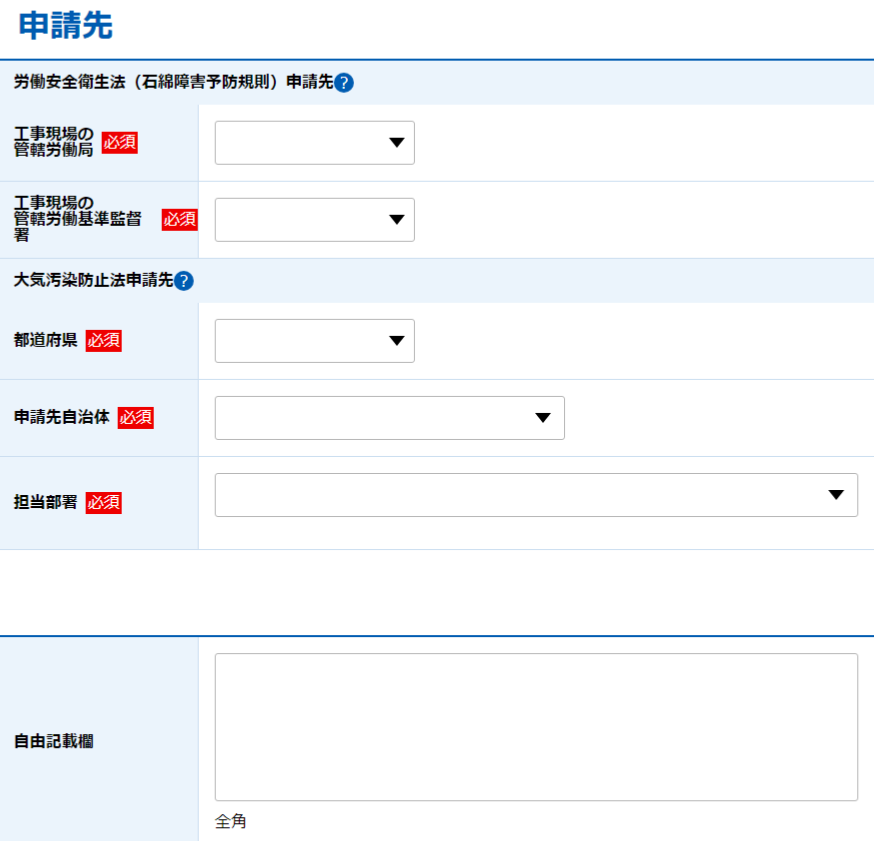 申請先
労働安全衛生法（石綿障害予防規則）申請先?
工事現場の
管轄労働局 必須
工事現場の
管轄労働基準監督
署 必須
大気汚染防止法申請先?
都道府県 必須
申請先自治体 必須
担当部署 必須
自由記載欄
全角